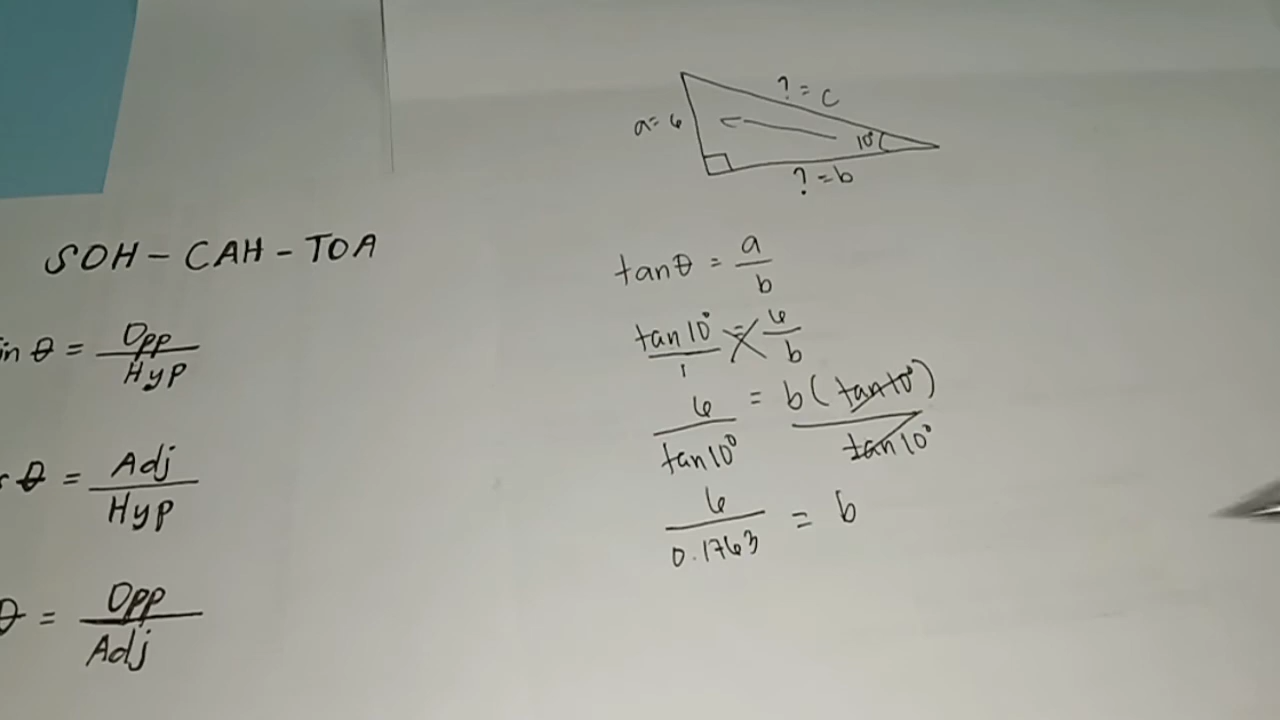 ? = c
a = 6
10°
? = b
SOH - CAH - TOA
in θ = Opp / Hyp
θ = Adj / Hyp
θ = Opp / Adj
tan θ = a / b
tan 10° / 1 = 6 / b
6 / tan 10° = b (tan 10°) / tan 10°
6 / 0.1763 = b